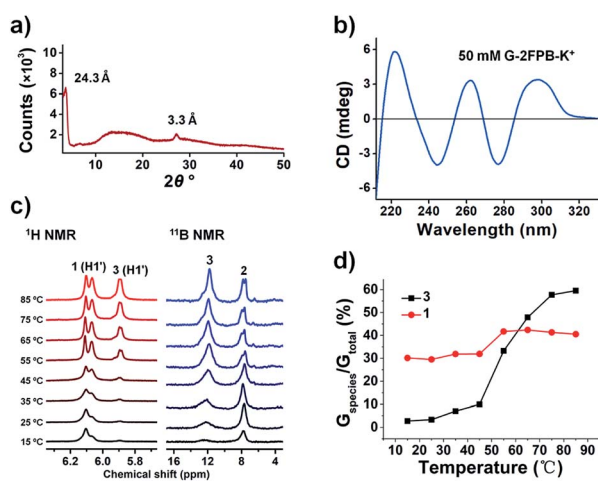 a)
Counts (×10³)
10
8
6
4
2
0
24.3 Å
3.3 Å
10 20 30 40 50
2θ °
b)
CD (mdeg)
6
3
0
-3
-6
50 mM G-2FPB-K⁺
220 240 260 280 300 320
Wavelength (nm)
c)
¹H NMR
¹¹B NMR
1 (H1') 3 (H1')
3
2
85 °C
75 °C
65 °C
55 °C
45 °C
35 °C
25 °C
15 °C
6.2 6.0 5.8
16 12 8 4
Chemical shift (ppm)
d)
G species/G total (%)
60
50
40
30
20
10
0
3
1
10 20 30 40 50 60 70 80 90
Temperature (℃)